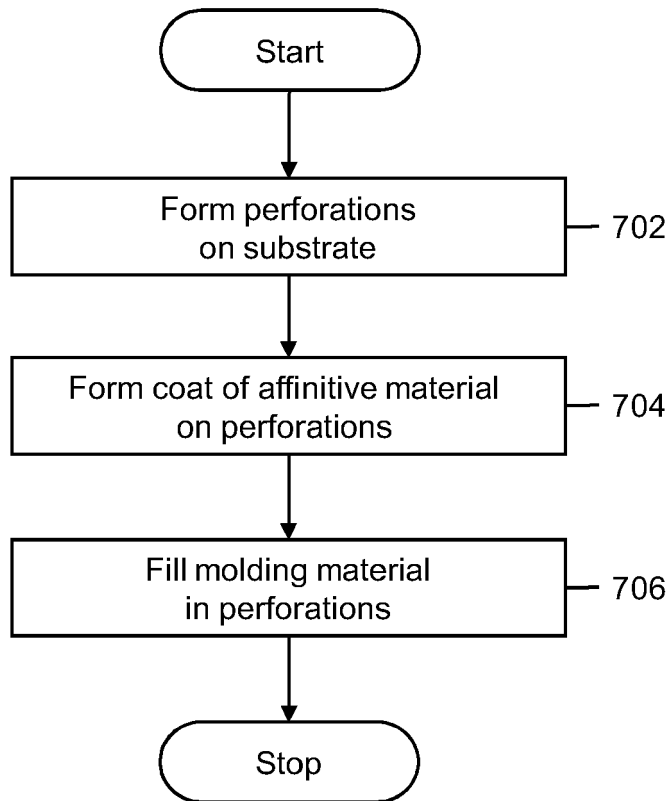 Start
Form perforations
on substrate
702
Form coat of affinitive material
on perforations
704
Fill molding material
in perforations
706
Stop